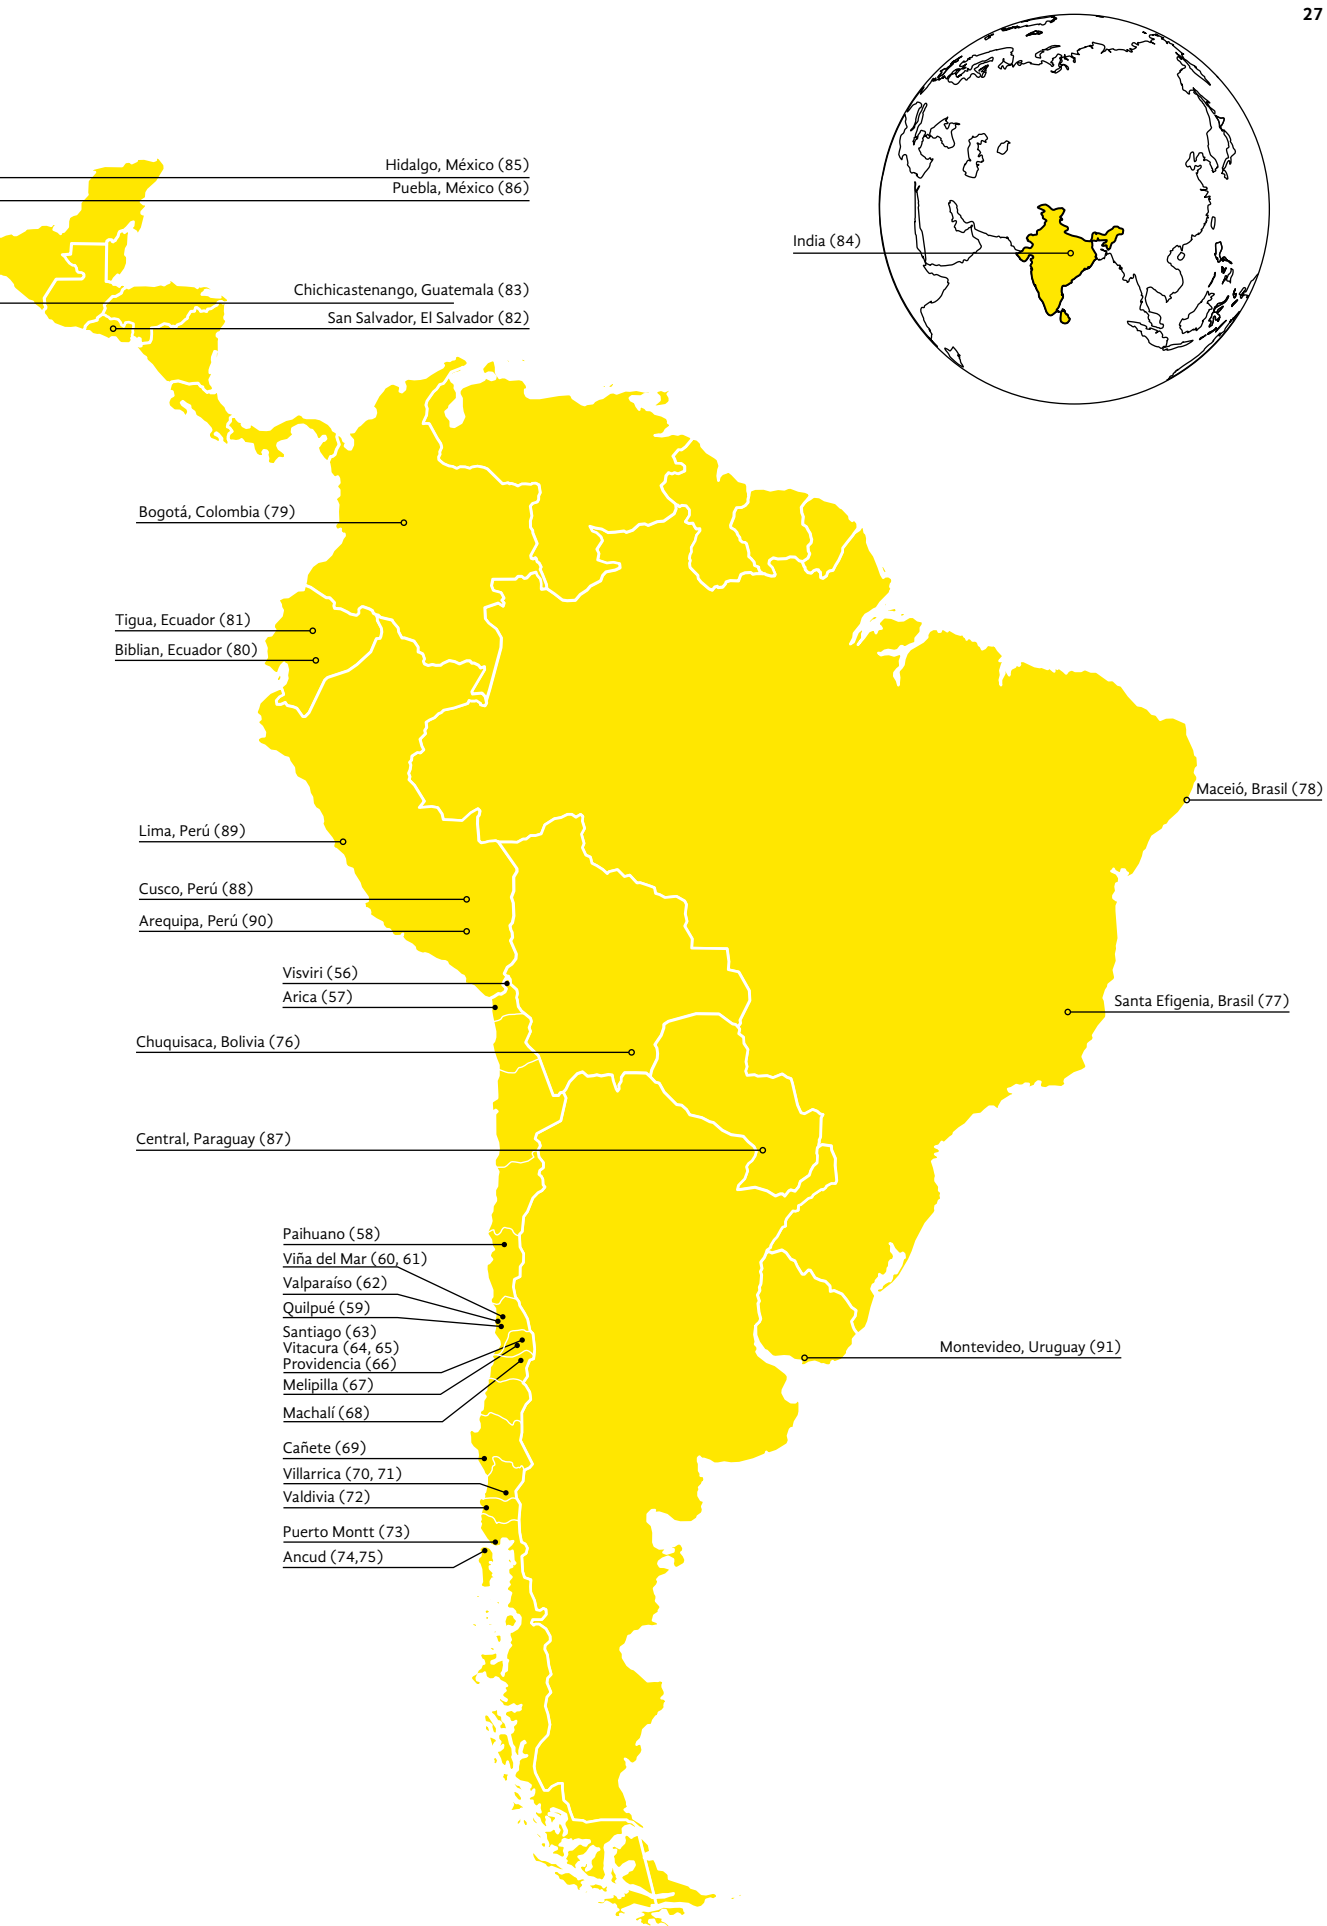 27
Hidalgo, México (85)
Puebla, México (86)
India (84)
Chichicastenango, Guatemala (83)
San Salvador, El Salvador (82)
Bogotá, Colombia (79)
Tigua, Ecuador (81)
Biblian, Ecuador (80)
Maceió, Brasil (78)
Lima, Perú (89)
Cusco, Perú (88)
Arequipa, Perú (90)
Visviri (56)
Arica (57)
Santa Efigenia, Brasil (77)
Chuquisaca, Bolivia (76)
Central, Paraguay (87)
Paihuano (58)
Viña del Mar (60, 61)
Valparaíso (62)
Quilpué (59)
Santiago (63)
Vitacura (64, 65)
Providencia (66)
Montevideo, Uruguay (91)
Melipilla (67)
Machalí (68)
Cañete (69)
Villarrica (70, 71)
Valdivia (72)
Puerto Montt (73)
Ancud (74,75)